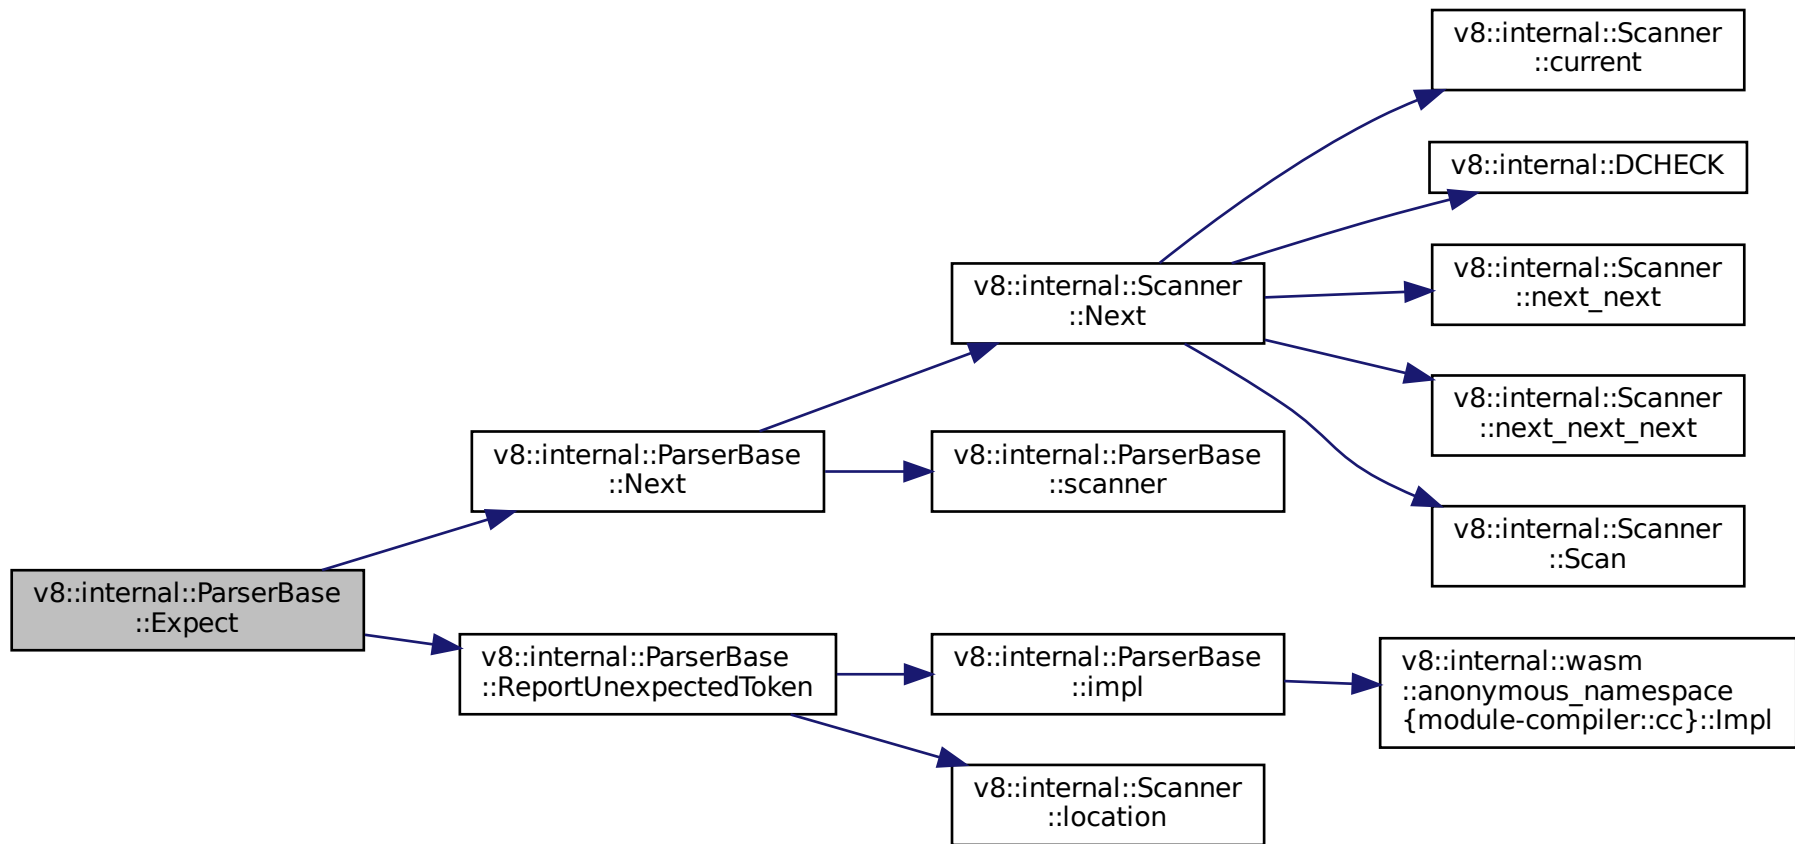 v8::internal::Scanner
::current
v8::internal::DCHECK
v8::internal::Scanner
::next_next
v8::internal::Scanner
::Next
v8::internal::Scanner
::next_next_next
v8::internal::ParserBase
::Next
v8::internal::ParserBase
::scanner
v8::internal::Scanner
::Scan
v8::internal::ParserBase
::Expect
v8::internal::ParserBase
::ReportUnexpectedToken
v8::internal::ParserBase
::impl
v8::internal::wasm
::anonymous_namespace
{module-compiler::cc}::Impl
v8::internal::Scanner
::location